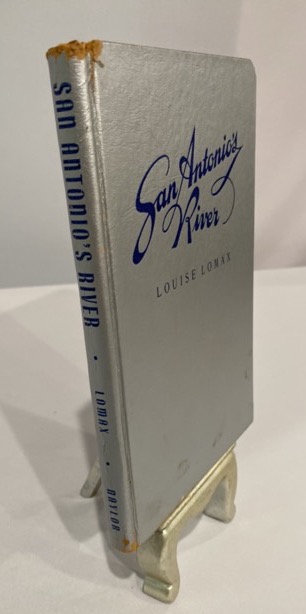 San Antonio's
River
LOUISE LOMAX
SAN ANTONIO'S RIVER • LOMAX • NAYLOR